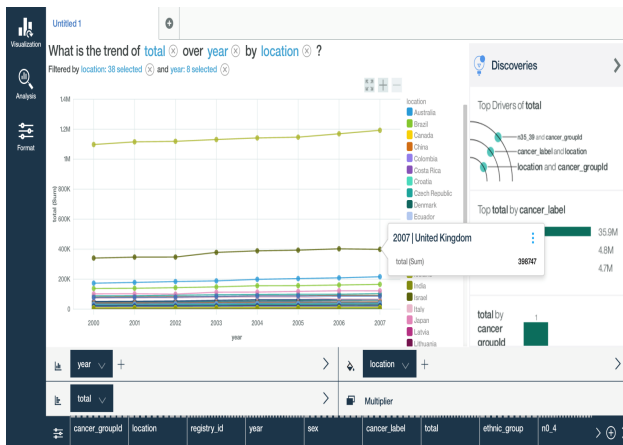 Untitled 1
Visualization
What is the trend of total over year by location ?
Filtered by location: 38 selected and year: 8 selected
Analysis
Format
14M
12M
1M
800K
600K
400K
200K
0
total (Sum)
2000
2001
2002
2003
2004
2005
2006
2007
year
location
Australia
Brazil
Canada
China
Colombia
Costa Rica
Croatia
Czech Republic
Denmark
Ecuador
India
Israel
Italy
Japan
Latvia
Lithuania
2007 | United Kingdom
total (Sum) 398747
Discoveries
Top Drivers of total
n35_39 and cancer_groupId
cancer_label and location
location and cancer_groupId
Top total by cancer_label
35.9M
4.8M
4.7M
total by
cancer
groupId
1
year
location
total
Multiplier
cancer_groupId location registry_id year sex cancer_label total ethnic_group n0_4